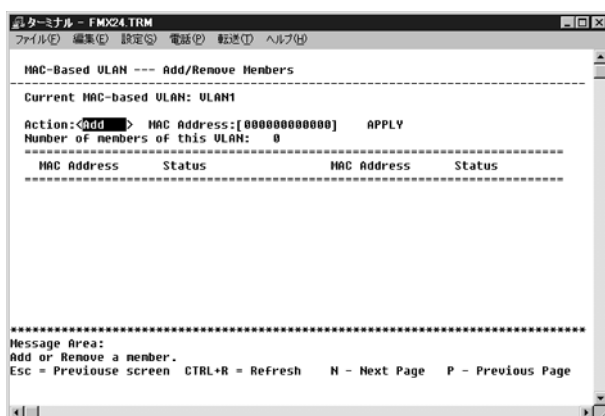 ターミナル - FMX24.TRM
ファイル(F) 編集(E) 設定(S) 電話(P) 転送(T) ヘルプ(H)
MAC-Based VLAN --- Add/Remove Members
Current MAC-based VLAN: VLAN1
Action:<Add > MAC Address:[000000000000] APPLY
Number of members of this VLAN: 0
MAC Address Status MAC Address Status
Message Area:
Add or Remove a member.
Esc = Previouse screen CTRL+R = Refresh N - Next Page P - Previous Page